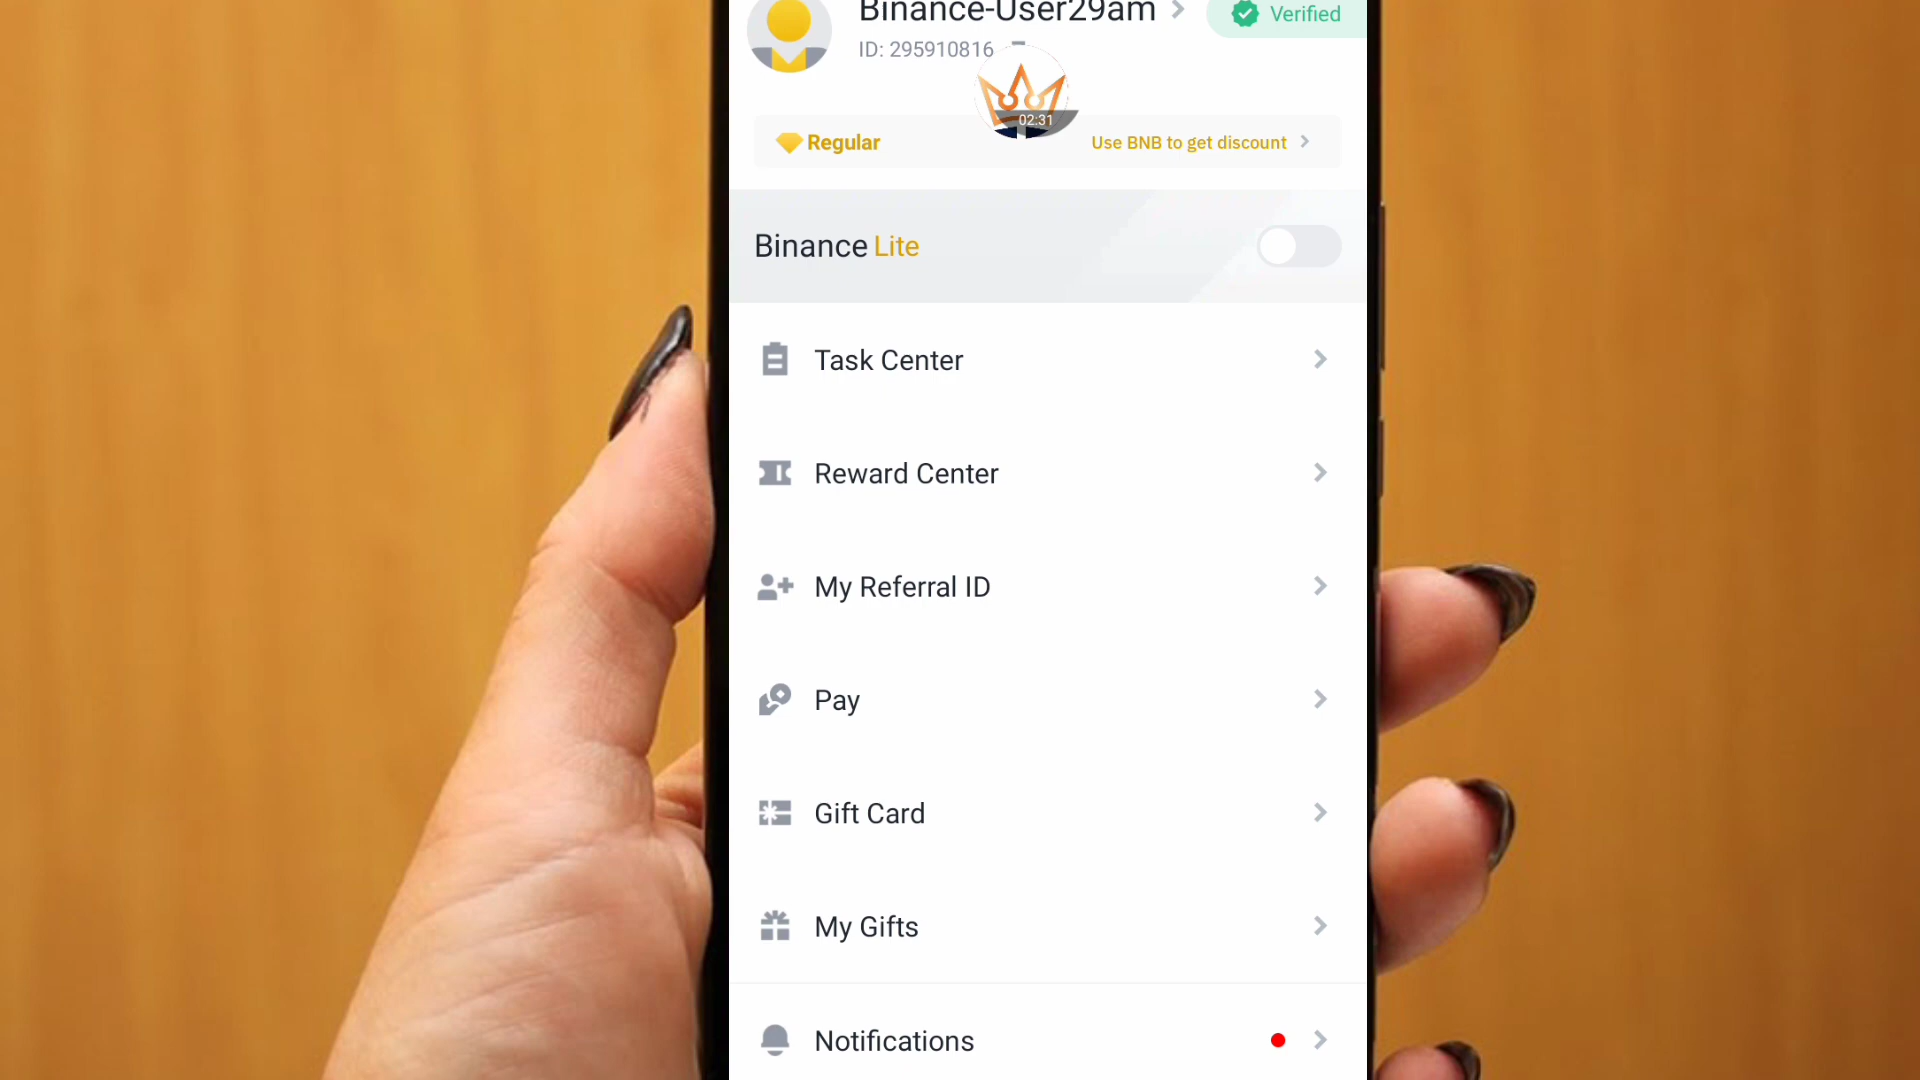 Binance-User29am
Verified
ID: 295910816
02:31
Regular
Use BNB to get discount
Binance Lite
Task Center
Reward Center
My Referral ID
Pay
Gift Card
My Gifts
Notifications